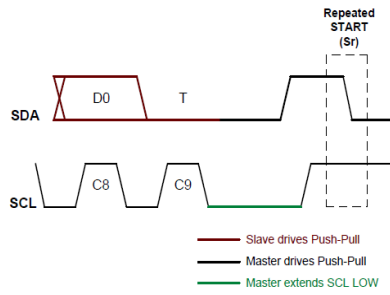 Repeated
START
(Sr)
D0
T
SDA
C8
C9
SCL
Slave drives Push-Pull
Master drives Push-Pull
Master extends SCL LOW